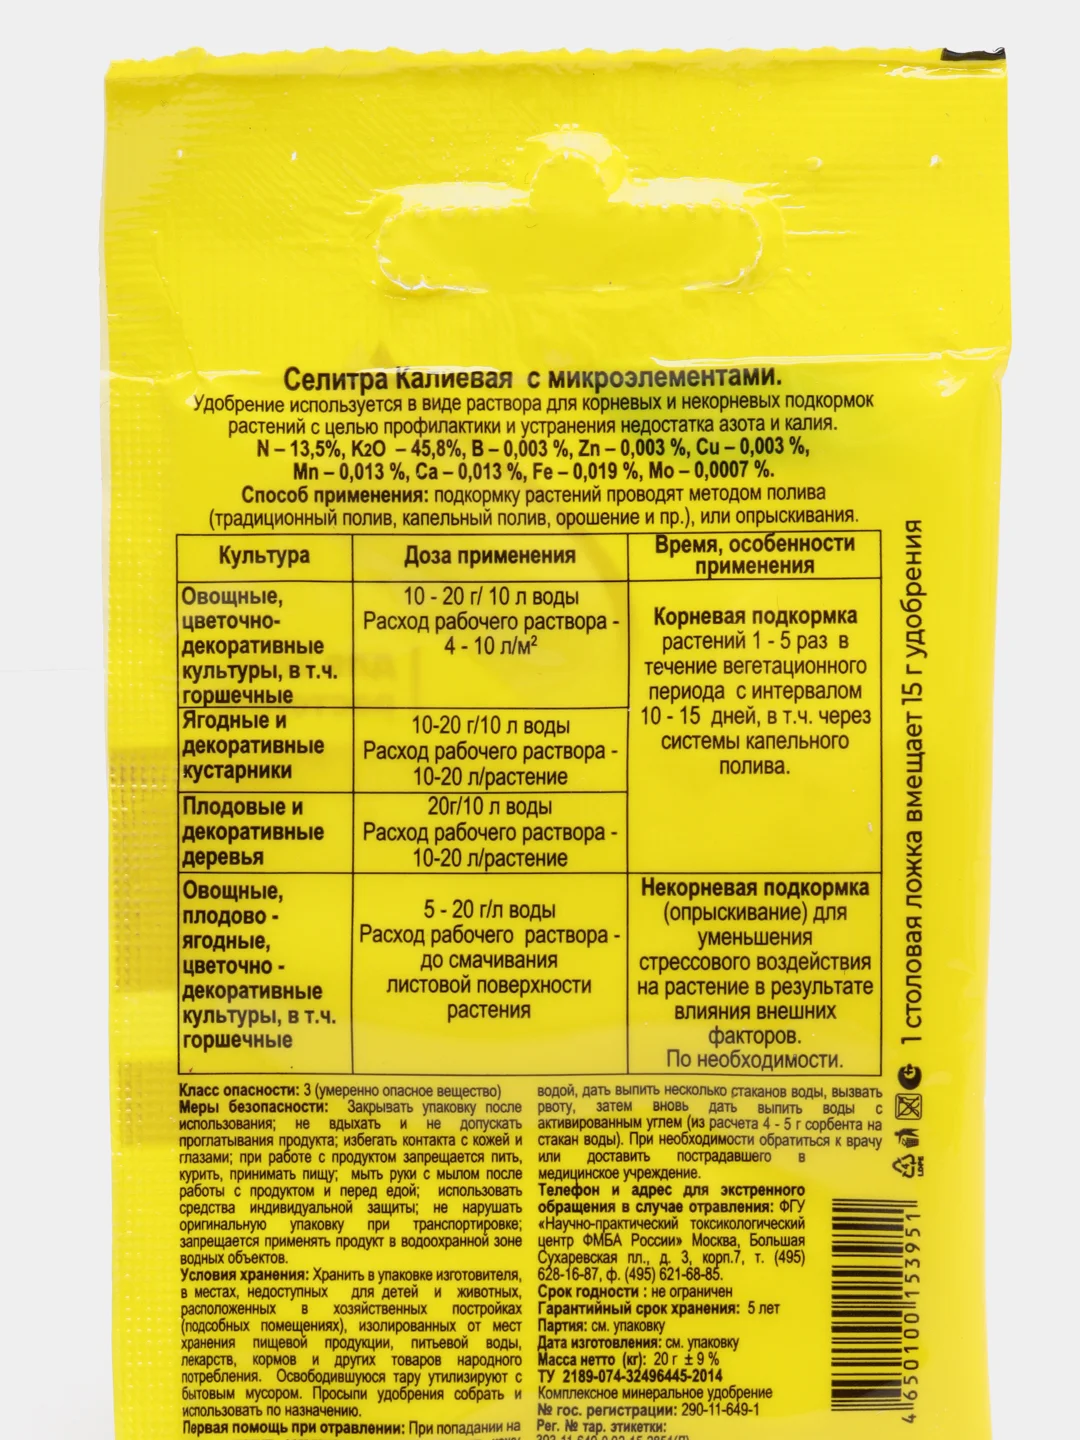 Селитра Калиевая с микроэлементами.
Удобрение используется в виде раствора для корневых и некорневых подкормок
растений с целью профилактики и устранения недостатка азота и калия.
N – 13,5%, K2O – 45,8%, B – 0,003 %, Zn – 0,003 %, Cu – 0,003 %,
Mn – 0,013 %, Ca – 0,013 %, Fe – 0,019 %, Mo – 0,0007 %.
Способ применения: подкормку растений проводят методом полива
(традиционный полив, капельный полив, орошение и пр.), или опрыскивания.
Культура
Доза применения
Время, особенности
применения
Овощные,
цветочно-
декоративные
культуры, в т.ч.
горшечные
10 - 20 г/ 10 л воды
Расход рабочего раствора -
4 - 10 л/м²
Корневая подкормка
растений 1 - 5 раз в
течение вегетационного
периода с интервалом
10 - 15 дней, в т.ч. через
системы капельного
полива.
Ягодные и
декоративные
кустарники
10-20 г/10 л воды
Расход рабочего раствора -
10-20 л/растение
Плодовые и
декоративные
деревья
20г/10 л воды
Расход рабочего раствора -
10-20 л/растение
Овощные,
плодово -
ягодные,
цветочно -
декоративные
культуры, в т.ч.
горшечные
5 - 20 г/л воды
Расход рабочего раствора -
до смачивания
листовой поверхности
растения
Некорневая подкормка
(опрыскивание) для
уменьшения
стрессового воздействия
на растение в результате
влияния внешних
факторов.
По необходимости.
1 столовая ложка вмещает 15 г удобрения
Класс опасности: 3 (умеренно опасное вещество)
Меры безопасности: Закрывать упаковку после
использования; не вдыхать и не допускать
проглатывания продукта; избегать контакта с кожей и
глазами; при работе с продуктом запрещается пить,
курить, принимать пищу; мыть руки с мылом после
работы с продуктом и перед едой; использовать
средства индивидуальной защиты; не нарушать
оригинальную упаковку при транспортировке;
запрещается применять продукт в водоохранной зоне
водных объектов.
Условия хранения: Хранить в упаковке изготовителя,
в местах, недоступных для детей и животных,
расположенных в хозяйственных постройках
(подсобных помещениях), изолированных от мест
хранения пищевой продукции, питьевой воды,
лекарств, кормов и других товаров народного
потребления. Освободившуюся тару утилизируют с
бытовым мусором. Просыпи удобрения собрать и
использовать по назначению.
Первая помощь при отравлении: При попадании на
водой, дать выпить несколько стаканов воды, вызвать
рвоту, затем вновь дать выпить воды с
активированным углем (из расчета 4 - 5 г сорбента на
стакан воды). При необходимости обратиться к врачу
или доставить пострадавшего в
медицинское учреждение.
Телефон и адрес для экстренного
обращения в случае отравления: ФГУ
«Научно-практический токсикологический
центр ФМБА России» Москва, Большая
Сухаревская пл., д. 3, корп.7, т. (495)
628-16-87, ф. (495) 621-68-85.
Срок годности : не ограничен
Гарантийный срок хранения: 5 лет
Партия: см. упаковку
Дата изготовления: см. упаковку
Масса нетто (кг): 20 г ± 9 %
ТУ 2189-074-32496445-2014
Комплексное минеральное удобрение
№ гос. регистрации: 290-11-649-1
Рег. № тар. этикетки:
4
LDPE
4 650100 153951